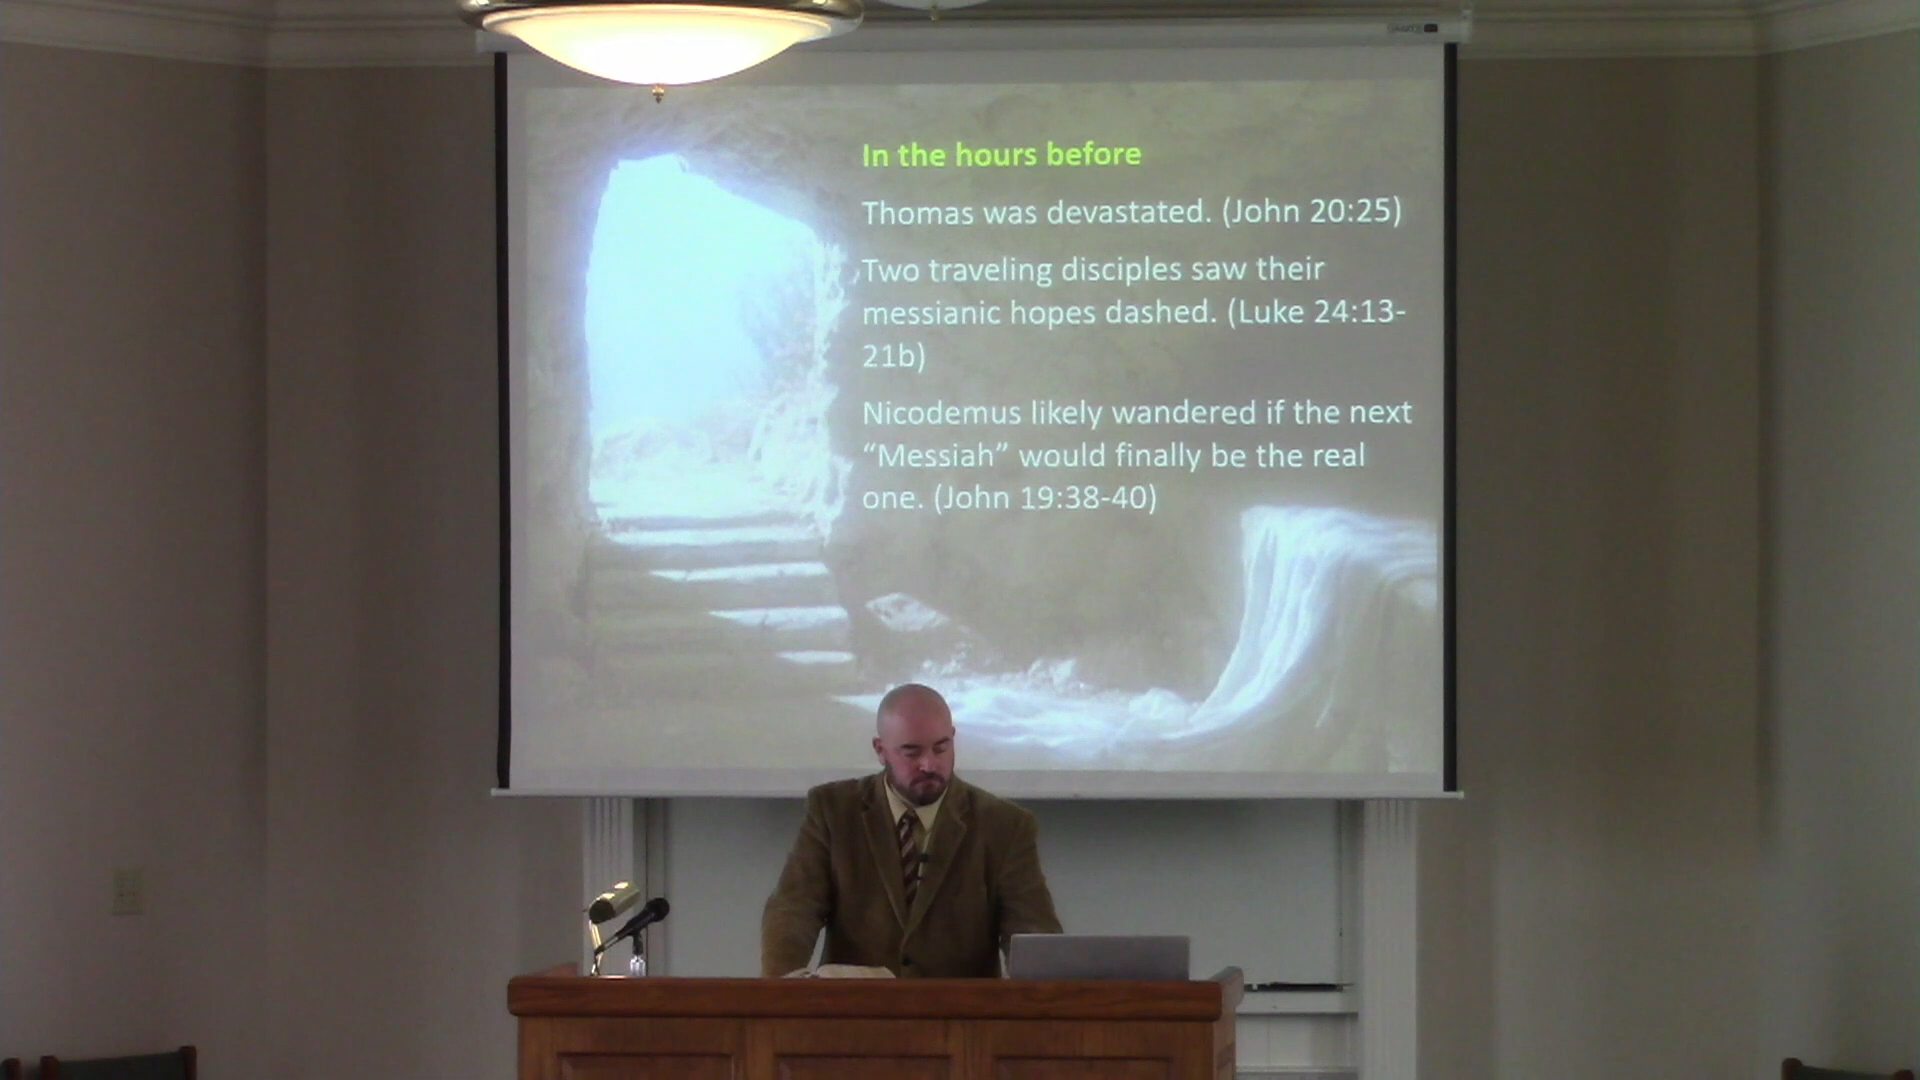 In the hours before
Thomas was devastated. (John 20:25)
Two traveling disciples saw their
messianic hopes dashed. (Luke 24:13-
21b)
Nicodemus likely wandered if the next
“Messiah” would finally be the real
one. (John 19:38-40)